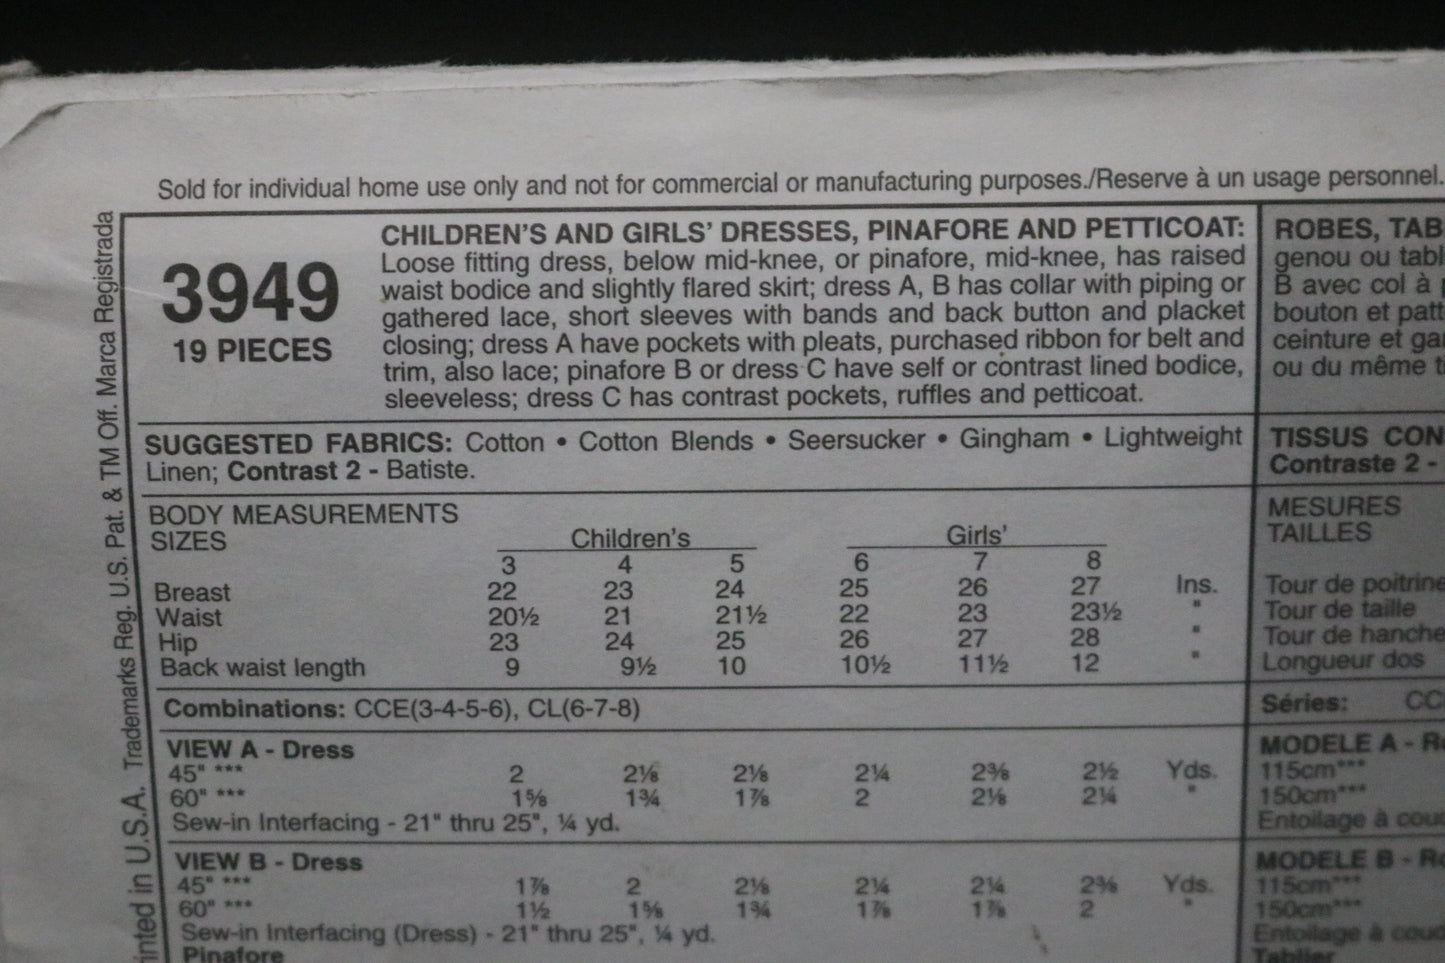 Sold for individual home use only and not for commercial or manufacturing purposes./Reserve à un usage personnel.
inted in U.S.A. Trademarks Reg. U.S. Pat. & TM Off. Marca Registrada
3949
19 PIECES
CHILDREN'S AND GIRLS' DRESSES, PINAFORE AND PETTICOAT:
Loose fitting dress, below mid-knee, or pinafore, mid-knee, has raised
waist bodice and slightly flared skirt; dress A, B has collar with piping or
gathered lace, short sleeves with bands and back button and placket
closing; dress A have pockets with pleats, purchased ribbon for belt and
trim, also lace; pinafore B or dress C have self or contrast lined bodice,
sleeveless; dress C has contrast pockets, ruffles and petticoat.
SUGGESTED FABRICS: Cotton • Cotton Blends • Seersucker • Gingham • Lightweight
Linen; Contrast 2 - Batiste.
BODY MEASUREMENTS
SIZES Children's Girls'
3 4 5 6 7 8
Breast 22 23 24 25 26 27 Ins.
Waist 20½ 21 21½ 22 23 23½ "
Hip 23 24 25 26 27 28 "
Back waist length 9 9½ 10 10½ 11½ 12 "
Combinations: CCE(3-4-5-6), CL(6-7-8)
VIEW A - Dress
45" *** 2 2⅛ 2⅛ 2¼ 2⅜ 2½ Yds.
60" *** 1⅝ 1¾ 1⅞ 2 2⅛ 2¼ "
Sew-in Interfacing - 21" thru 25", ¼ yd.
VIEW B - Dress
45" *** 1⅞ 2 2⅛ 2¼ 2¼ 2⅜ Yds.
60" *** 1½ 1⅝ 1¾ 1⅞ 1⅞ 2 "
Sew-in Interfacing (Dress) - 21" thru 25", ¼ yd.
Pinafore
ROBES, TAB
genou ou tabl
B avec col à
bouton et patt
ceinture et ga
ou du même t
TISSUS CON
Contraste 2 -
MESURES
TAILLES
Tour de poitrine
Tour de taille
Tour de hanche
Longueur dos
Séries: CC
MODELE A - R
115cm***
150cm***
Entoilage à cou
MODELE B - R
115cm***
150cm***
Entoilage à cou
Tablier